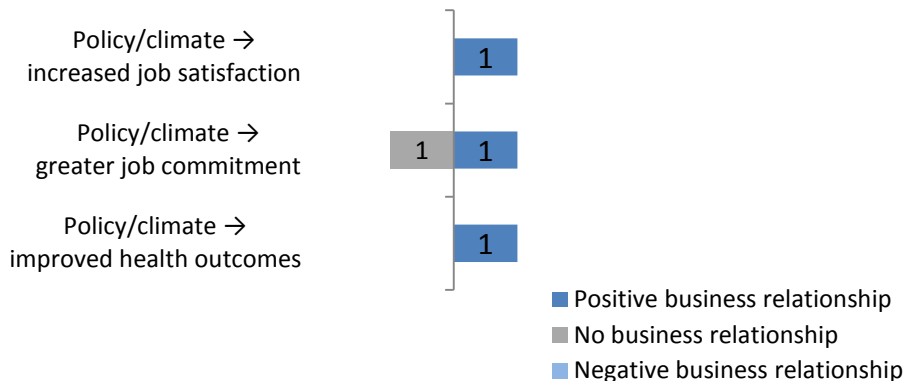 Policy/climate →
increased job satisfaction
1
Policy/climate →
greater job commitment
1 1
Policy/climate →
improved health outcomes
1
Positive business relationship
No business relationship
Negative business relationship